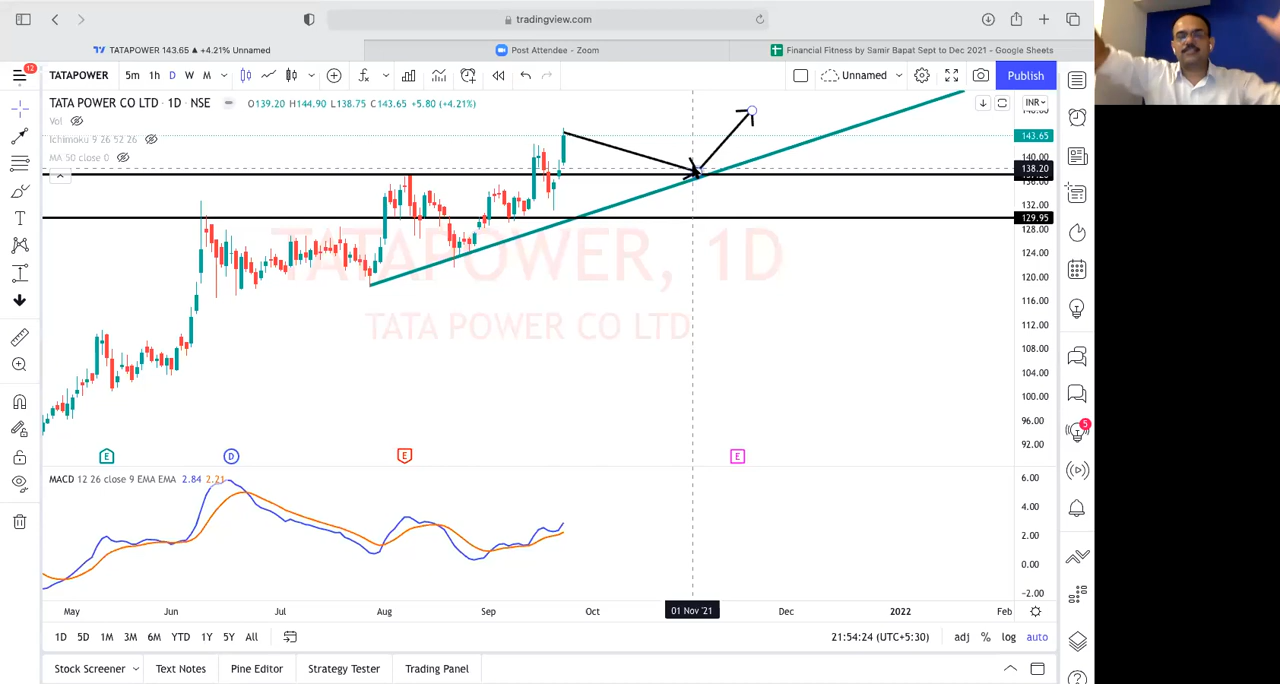 tradingview.com
TATAPOWER 143.65 ▲ +4.21% Unnamed
Post Attendee - Zoom
Financial Fitness by Samir Bapat Sept to Dec 2021 - Google Sheets
12
TATAPOWER
5m 1h D W M
fx
Unnamed
Publish
TATA POWER CO LTD · 1D · NSE
O139.20 H144.90 L138.75 C143.65 +5.80 (+4.21%)
INR
Vol
Ichimoku 9 26 52 26
MA 50 close 0
143.65
140.00
138.20
136.00
132.00
129.95
128.00
124.00
120.00
116.00
112.00
108.00
104.00
100.00
96.00
92.00
TATAPOWER, 1D
TATA POWER CO LTD
E D E E
5
MACD 12 26 close 9 EMA EMA 2.84 2.21
6.00
4.00
2.00
0.00
−2.00
May Jun Jul Aug Sep Oct 01 Nov '21 Dec 2022 Feb
1D 5D 1M 3M 6M YTD 1Y 5Y All
21:54:24 (UTC+5:30)
adj % log auto
Stock Screener Text Notes Pine Editor Strategy Tester Trading Panel